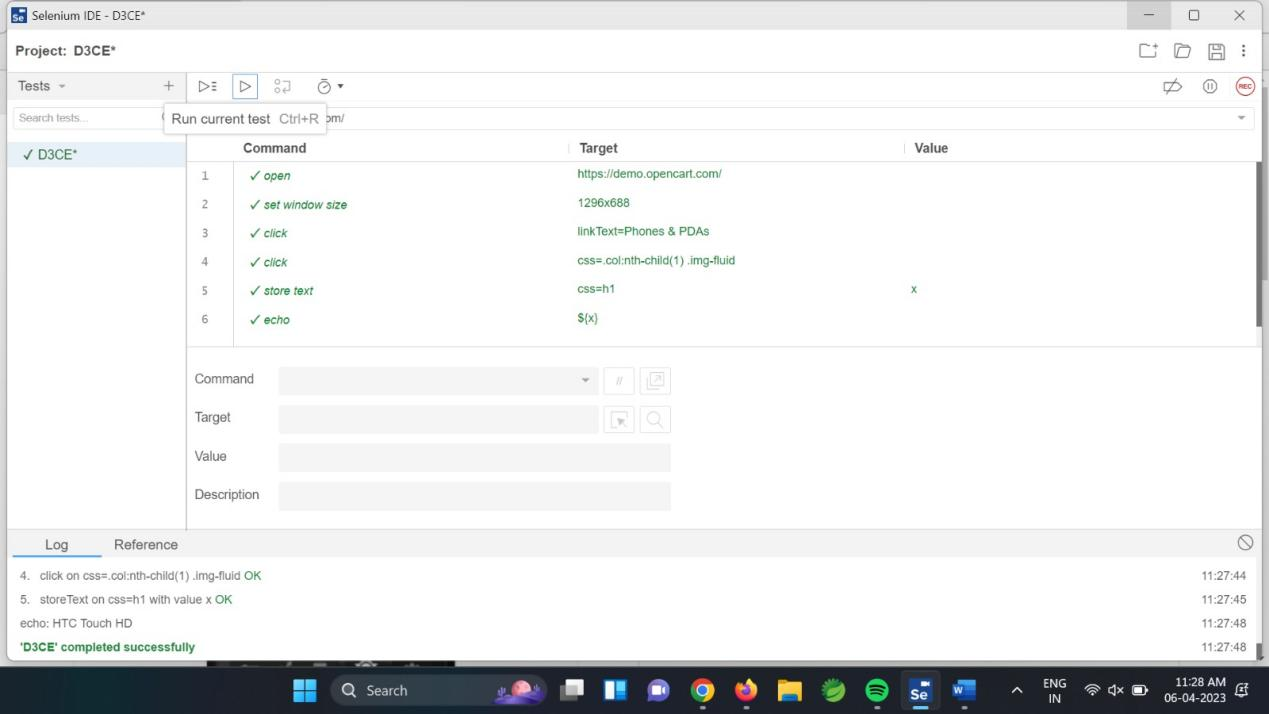 Selenium IDE - D3CE*
Project: D3CE*
Tests
REC
Search tests...
Run current test Ctrl+R
om/
D3CE*
Command Target Value
1 ✓ open https://demo.opencart.com/
2 ✓ set window size 1296x688
3 ✓ click linkText=Phones & PDAs
4 ✓ click css=.col:nth-child(1) .img-fluid
5 ✓ store text css=h1 x
6 ✓ echo ${x}
Command //
Target
Value
Description
Log Reference
4. click on css=.col:nth-child(1) .img-fluid OK 11:27:44
5. storeText on css=h1 with value x OK 11:27:45
echo: HTC Touch HD 11:27:48
'D3CE' completed successfully 11:27:48
Search
Se
W
ENG
IN
11:28 AM
06-04-2023